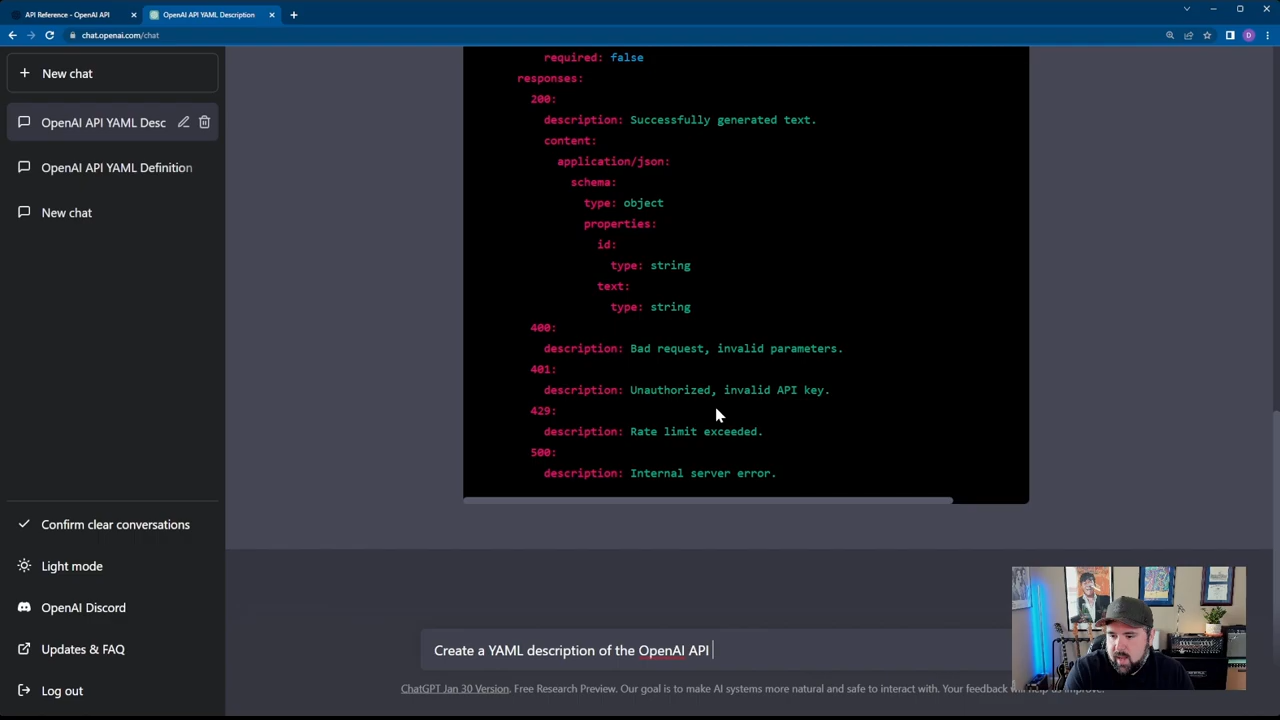 API Reference - OpenAI API
OpenAI API YAML Description
chat.openai.com/chat
D
New chat
OpenAI API YAML Desc
OpenAI API YAML Definition
New chat
Confirm clear conversations
Light mode
OpenAI Discord
Updates & FAQ
Log out
required: false
responses:
200:
description: Successfully generated text.
content:
application/json:
schema:
type: object
properties:
id:
type: string
text:
type: string
400:
description: Bad request, invalid parameters.
401:
description: Unauthorized, invalid API key.
429:
description: Rate limit exceeded.
500:
description: Internal server error.
Create a YAML description of the OpenAI API
ChatGPT Jan 30 Version. Free Research Preview. Our goal is to make AI systems more natural and safe to interact with. Your feedback will help us improve.